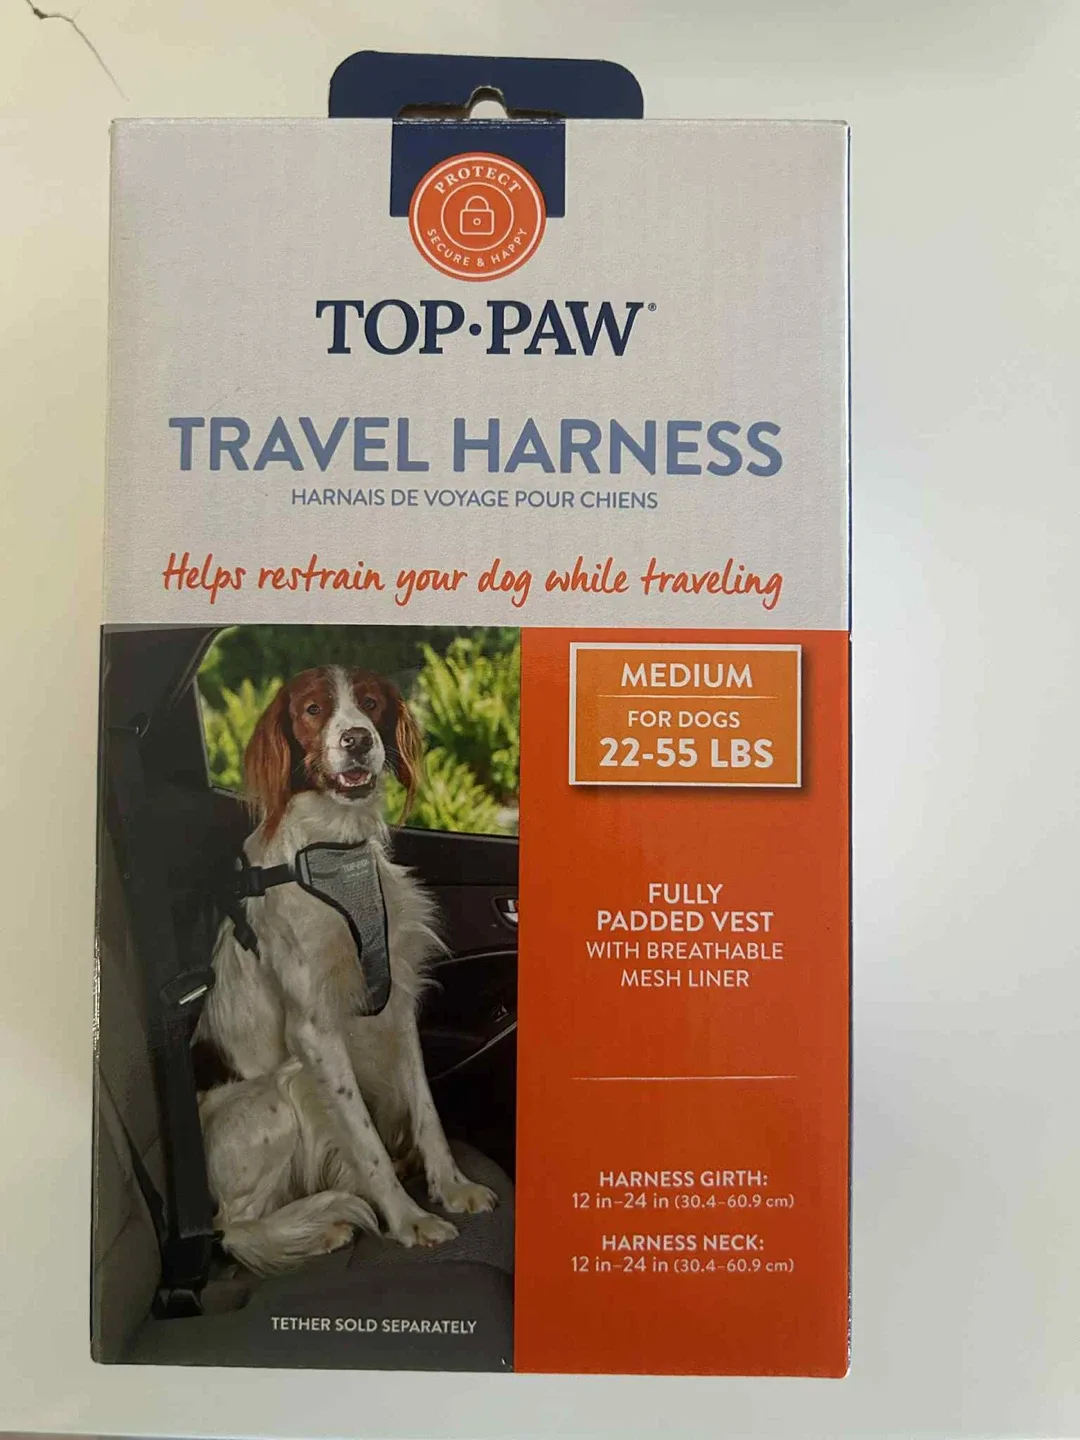 PROTECT
SECURE & HAPPY
TOP·PAW®
TRAVEL HARNESS
HARNAIS DE VOYAGE POUR CHIENS
Helps restrain your dog while traveling
MEDIUM
FOR DOGS
22-55 LBS
TOP·PAW
FULLY
PADDED VEST
WITH BREATHABLE
MESH LINER
HARNESS GIRTH:
12 in–24 in (30.4–60.9 cm)
HARNESS NECK:
12 in–24 in (30.4–60.9 cm)
TETHER SOLD SEPARATELY